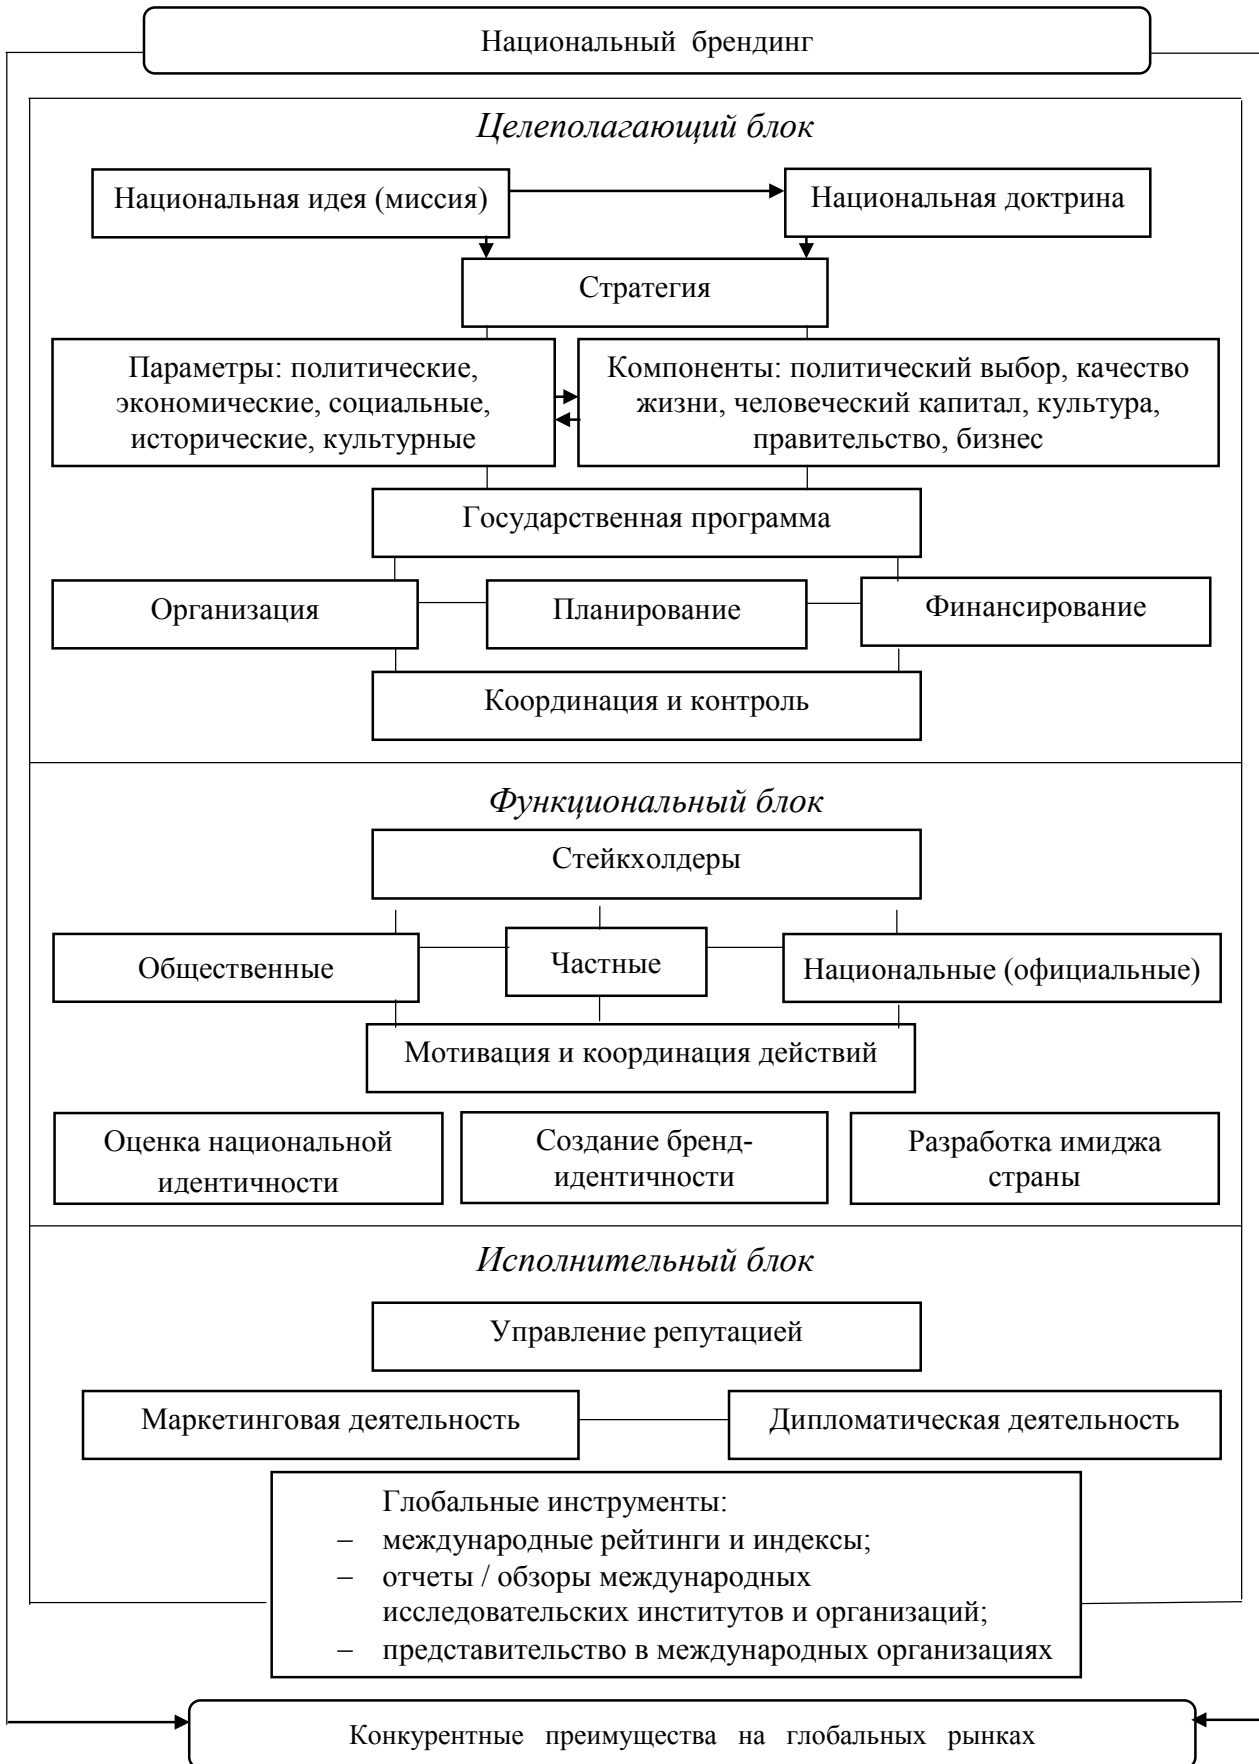 Национальный брендинг
Целеполагающий блок
Национальная идея (миссия)
Национальная доктрина
Стратегия
Параметры: политические,
экономические, социальные,
исторические, культурные
Компоненты: политический выбор, качество
жизни, человеческий капитал, культура,
правительство, бизнес
Государственная программа
Организация
Планирование
Финансирование
Координация и контроль
Функциональный блок
Стейкхолдеры
Общественные
Частные
Национальные (официальные)
Мотивация и координация действий
Оценка национальной
идентичности
Создание бренд-
идентичности
Разработка имиджа
страны
Исполнительный блок
Управление репутацией
Маркетинговая деятельность
Дипломатическая деятельность
Глобальные инструменты:
– международные рейтинги и индексы;
– отчеты / обзоры международных
исследовательских институтов и организаций;
– представительство в международных организациях
Конкурентные преимущества на глобальных рынках